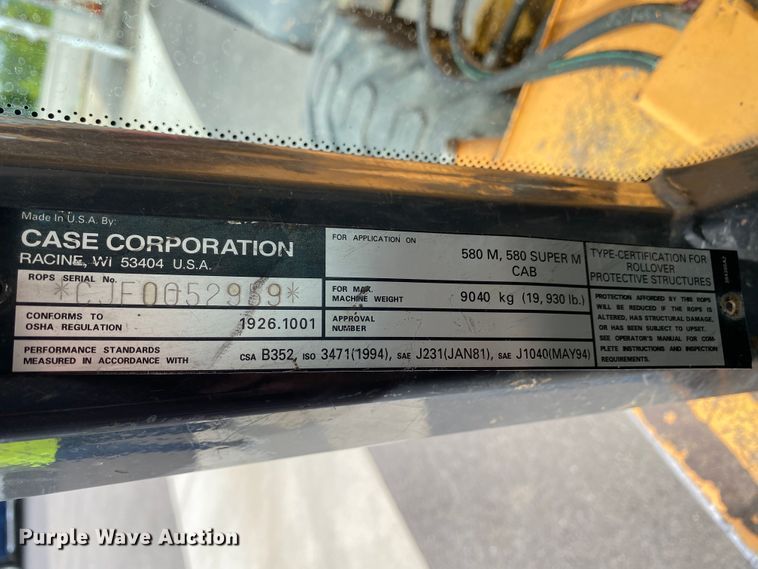 Made In U.S.A. By:
CASE CORPORATION
RACINE, WI 53404 U.S.A.
ROPS SERIAL No.
*CJF0052959*
CONFORMS TO
OSHA REGULATION
1926.1001
PERFORMANCE STANDARDS
MEASURED IN ACCORDANCE WITH
CSA B352, ISO 3471(1994), SAE J231(JAN81), SAE J1040(MAY94)
FOR APPLICATION ON
580 M, 580 SUPER M
CAB
FOR MAX.
MACHINE WEIGHT
9040 kg (19, 930 lb.)
APPROVAL
NUMBER
TYPE-CERTIFICATION FOR
ROLLOVER
PROTECTIVE STRUCTURES
PROTECTION AFFORDED BY THIS ROPS
WILL BE REDUCED IF THE ROPS IS
ALTERED, HAS STRUCTURAL DAMAGE,
OR HAS BEEN SUBJECT TO UPSET.
SEE OPERATOR'S MANUAL FOR COM-
PLETE INSTRUCTIONS AND INSPECTION
REQUIREMENTS.
Purple Wave Auction